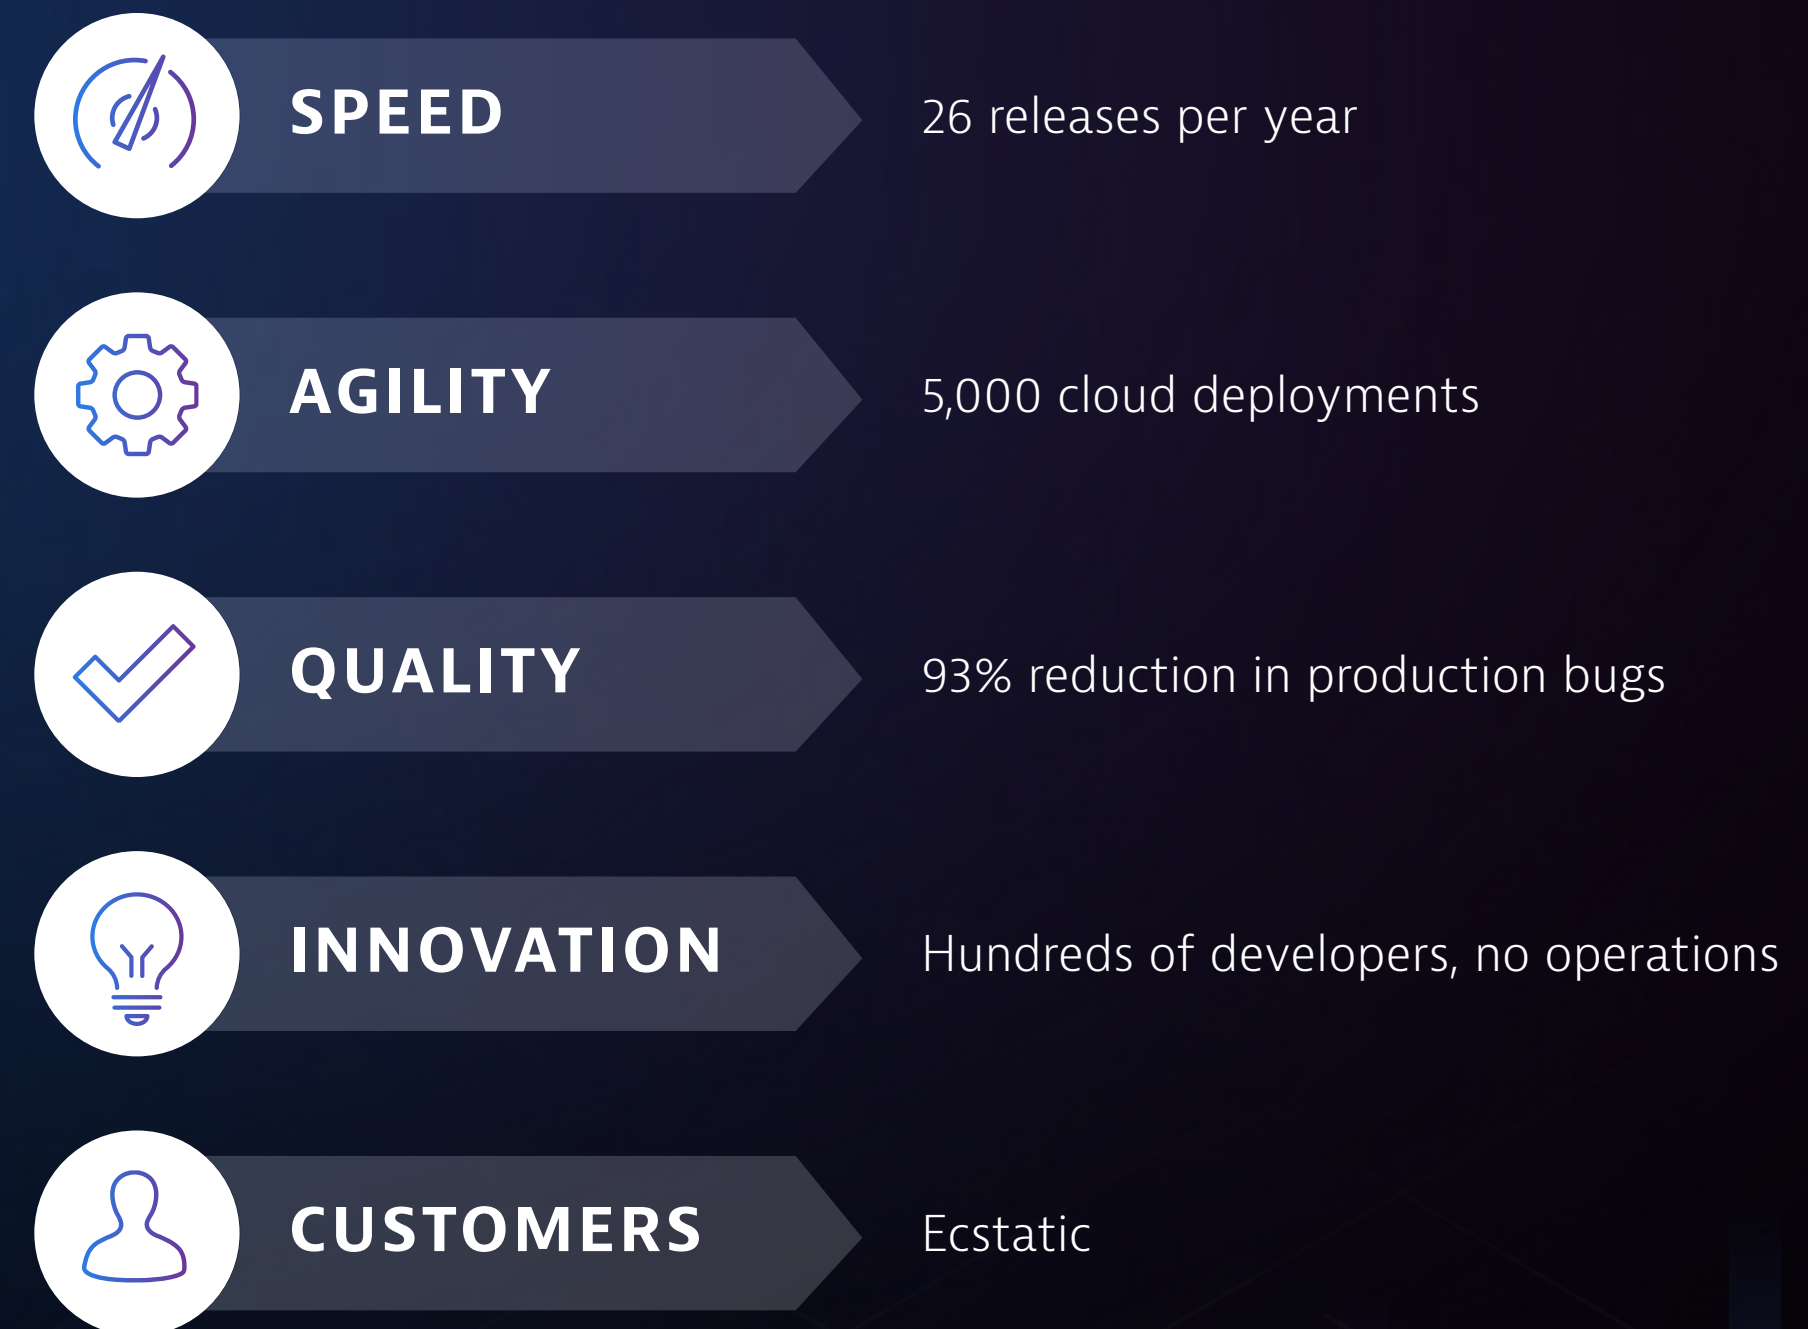 SPEED
26 releases per year
AGILITY
5,000 cloud deployments
QUALITY
93% reduction in production bugs
INNOVATION
Hundreds of developers, no operations
CUSTOMERS
Ecstatic